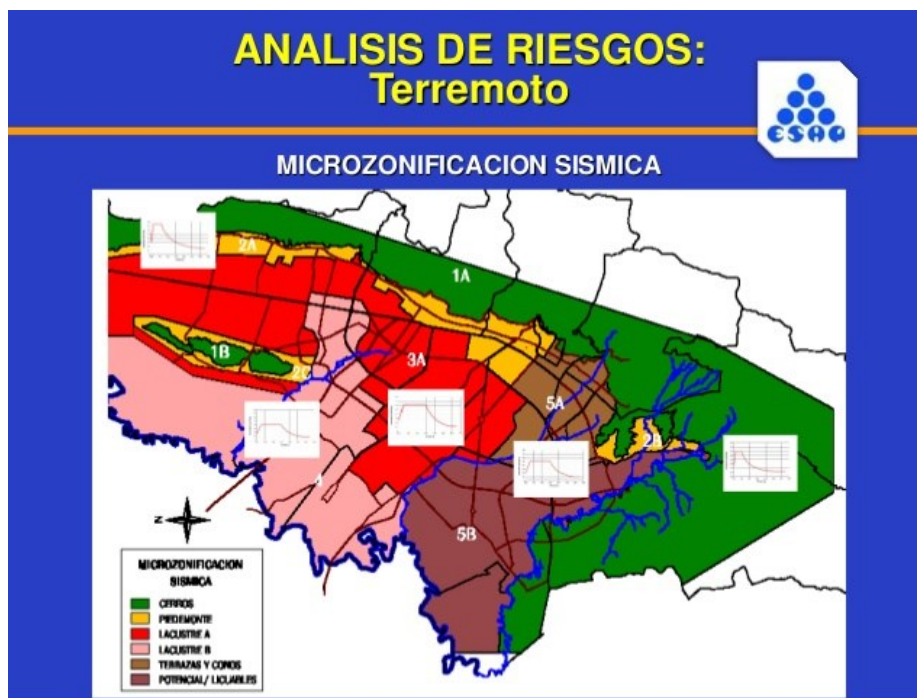 ANALISIS DE RIESGOS:
Terremoto
ESAP
MICROZONIFICACION SISMICA
2A
1A
1B
2C
3A
5A
2B
4
5B
N
MICROZONIFICACION
SISMICA
CERROS
PIEDEMONTE
LACUSTRE A
LACUSTRE B
TERRAZAS Y CONOS
POTENCIAL/ LICUABLES